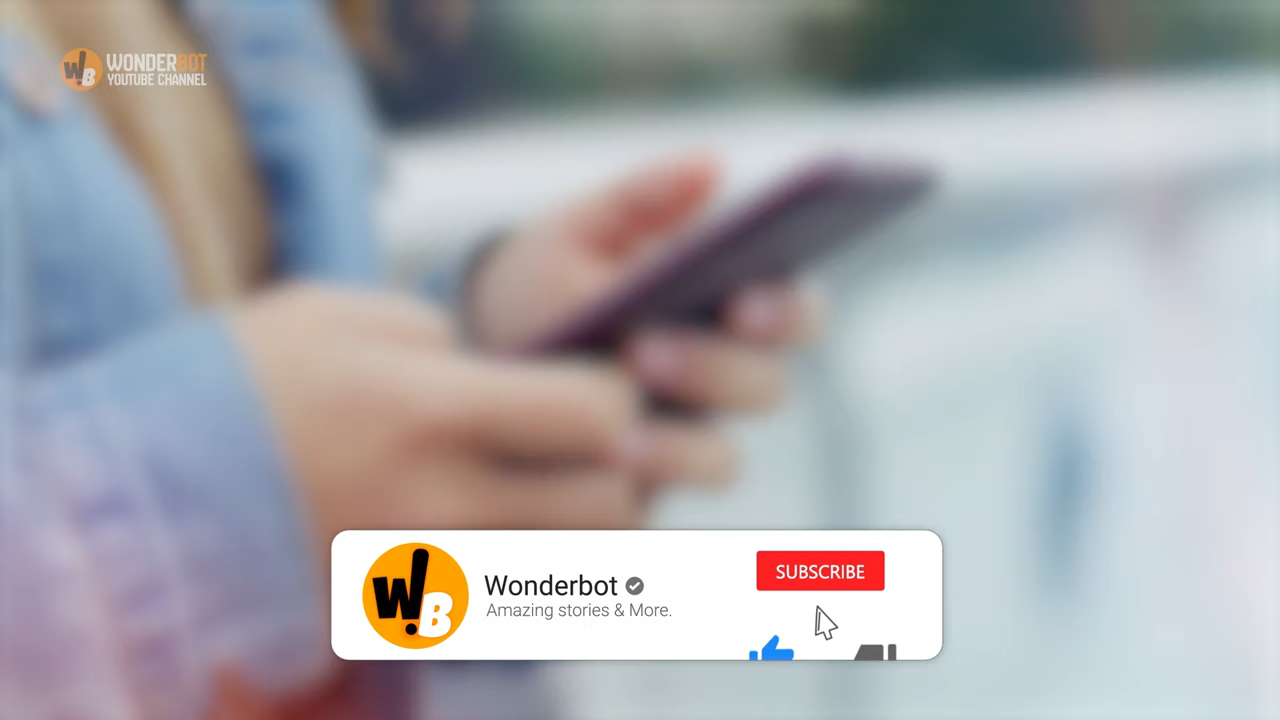 WONDERBOT
YOUTUBE CHANNEL
W!B
Wonderbot
Amazing stories & More.
SUBSCRIBE